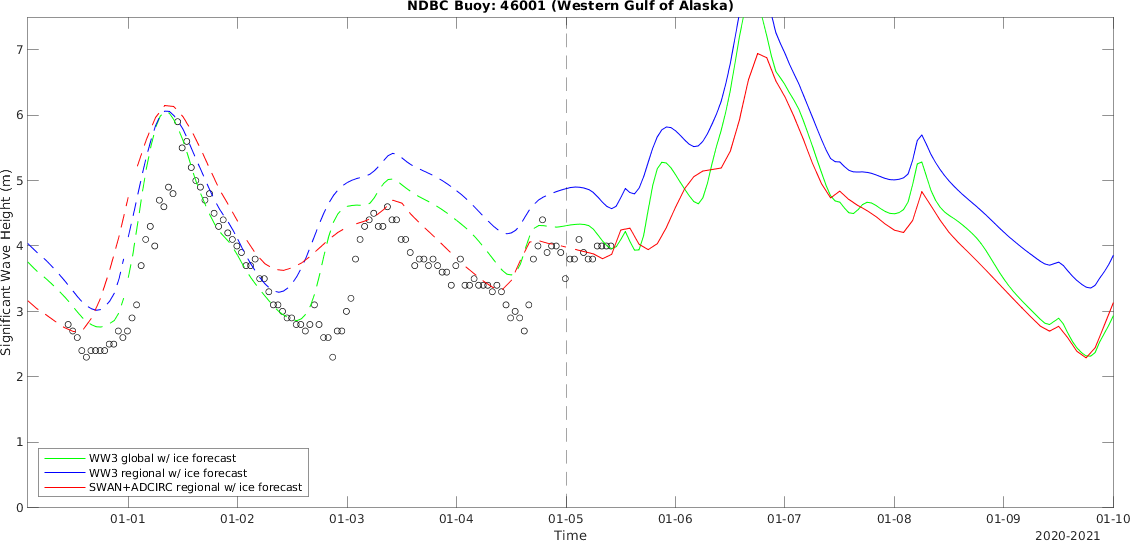 NDBC Buoy: 46001 (Western Gulf of Alaska)
Significant Wave Height (m)
7
6
5
4
3
2
1
0
WW3 global w/ ice forecast
WW3 regional w/ ice forecast
SWAN+ADCIRC regional w/ ice forecast
01-01 01-02 01-03 01-04 01-05 01-06 01-07 01-08 01-09 01-10
Time
2020-2021